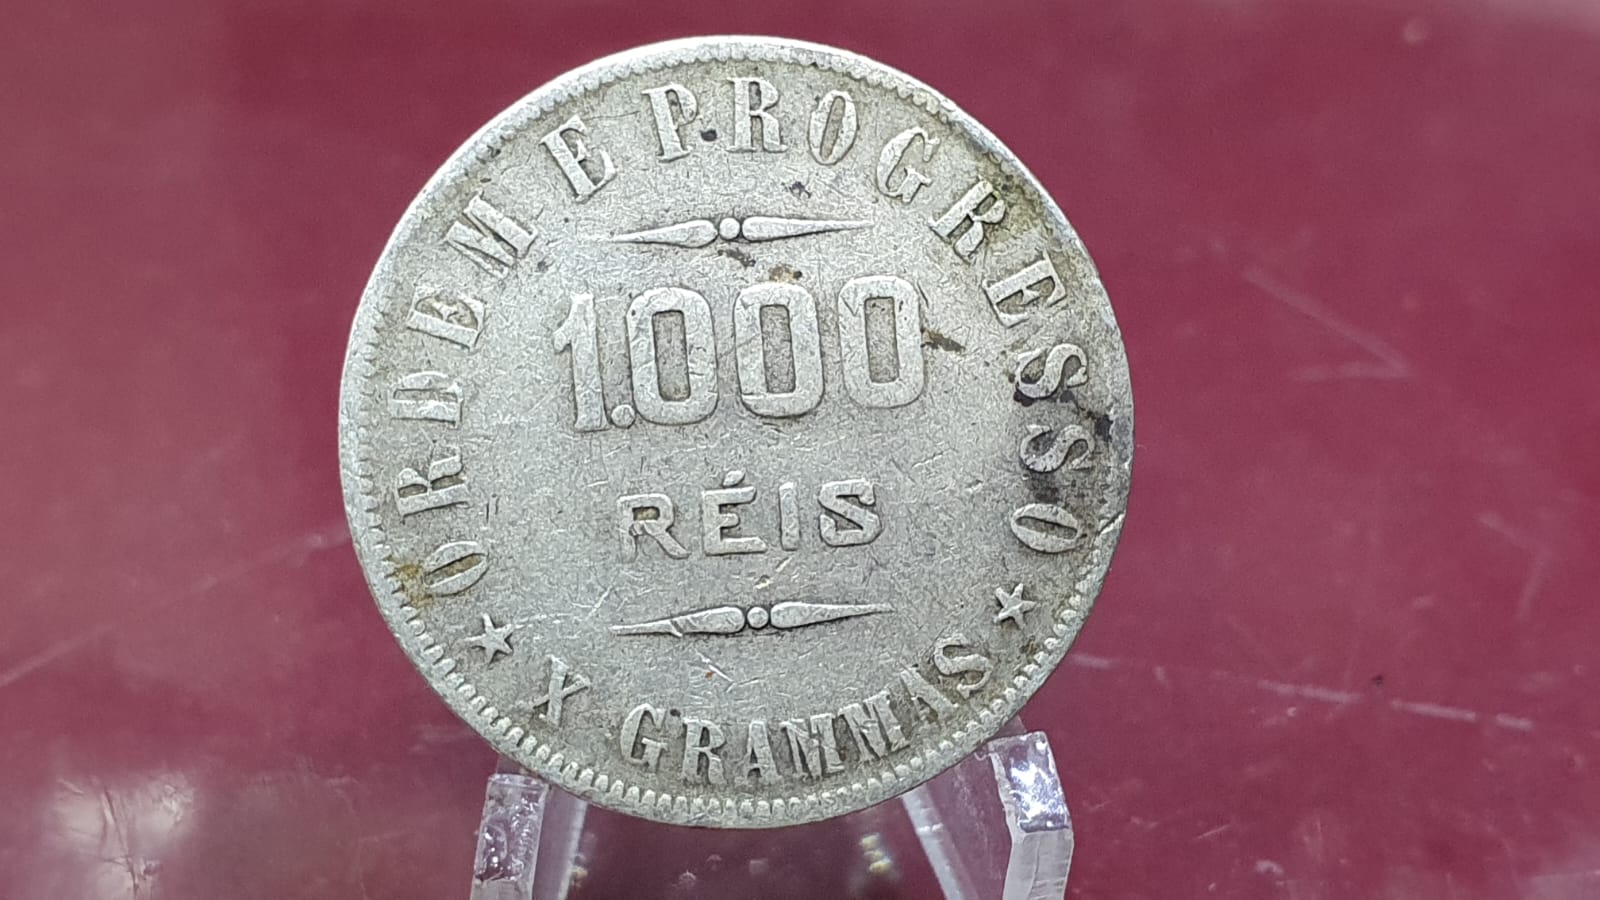 ORDEM E PROGRESSO
1.000
RÉIS
X GRAMMAS